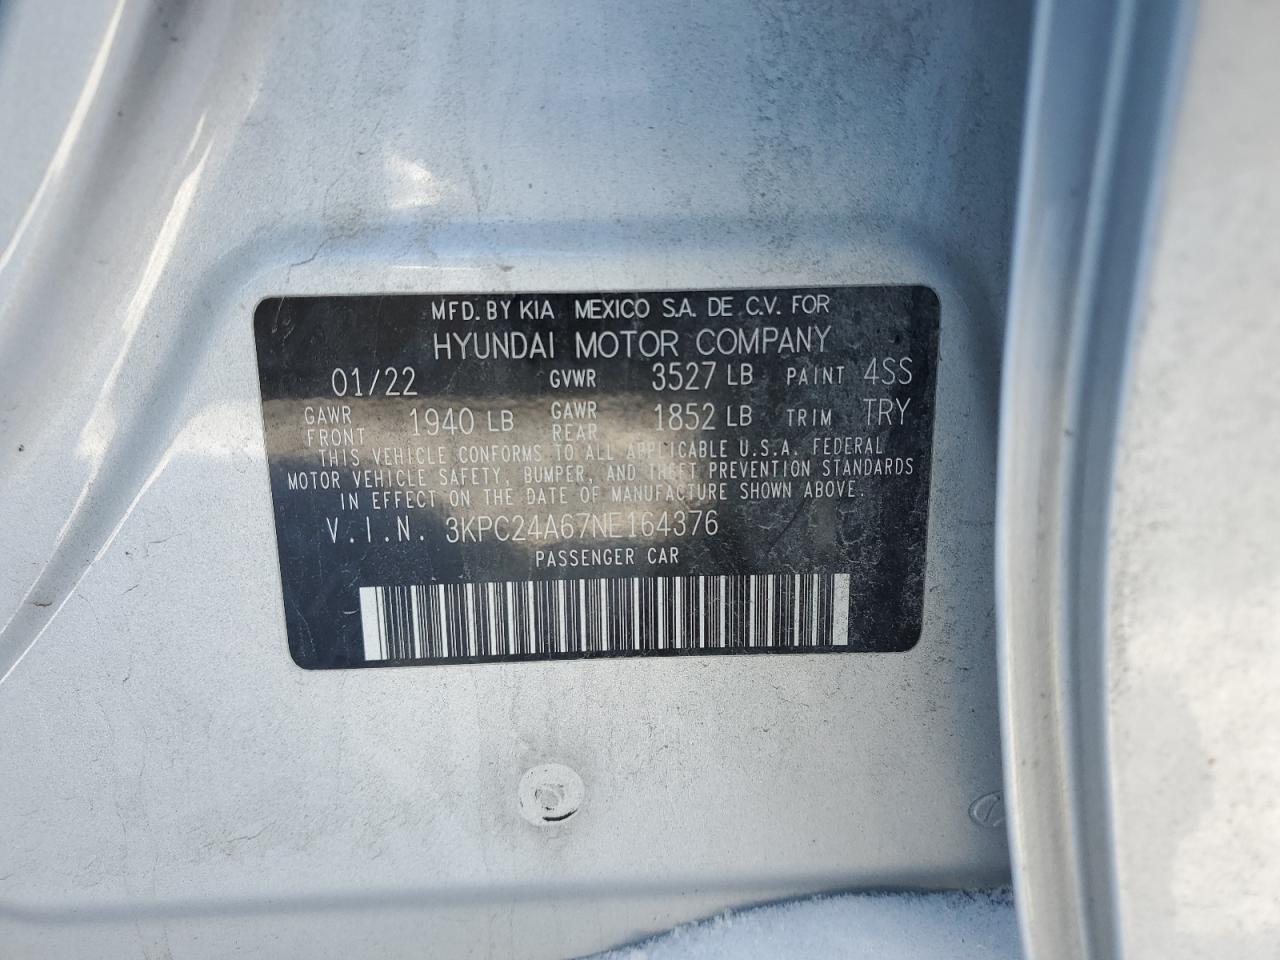 MFD. BY KIA MEXICO S.A. DE C.V. FOR
HYUNDAI MOTOR COMPANY
01/22 GVWR 3527 LB PAINT 4SS
GAWR FRONT 1940 LB GAWR REAR 1852 LB TRIM TRY
THIS VEHICLE CONFORMS TO ALL APPLICABLE U.S.A. FEDERAL
MOTOR VEHICLE SAFETY, BUMPER, AND THEFT PREVENTION STANDARDS
IN EFFECT ON THE DATE OF MANUFACTURE SHOWN ABOVE.
V.I.N. 3KPC24A67NE164376
PASSENGER CAR